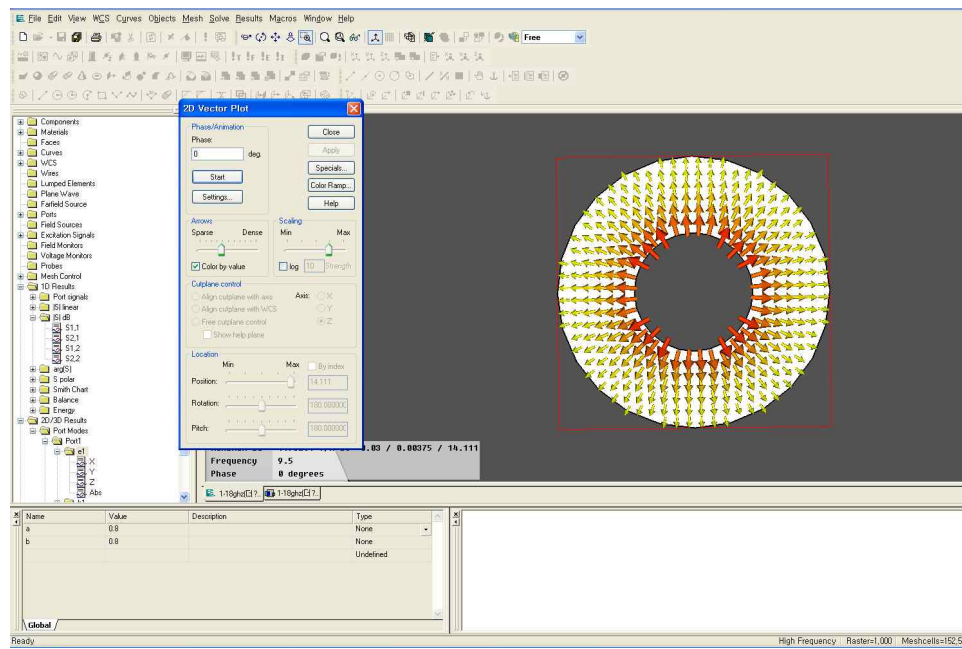 File Edit View WCS Curves Objects Mesh Solve Results Macros Window Help
Free
2D Vector Plot
Phase/Animation
Phase:
0 deg.
Start
Settings...
Close
Apply
Specials...
Color Ramp...
Help
Arrows
Sparse Dense
Color by value
Scaling
Min Max
log 10 Strength
Cutplane control
Align cutplane with axis Axis: X
Align cutplane with WCS Y
Free cutplane control Z
Show help plane
Location
Min Max By index
Position: 14.111
Rotation: 180.00000
Pitch: 180.00000
Components
Materials
Faces
Curves
WCS
Wires
Lumped Elements
Plane Wave
Farfield Source
Ports
Field Sources
Excitation Signals
Field Monitors
Voltage Monitors
Probes
Mesh Control
1D Results
Port signals
|S| linear
|S| dB
S1,1
S2,1
S1,2
S2,2
arg(S)
S polar
Smith Chart
Balance
Energy
2D/3D Results
Port Modes
Port1
e1
X
Y
Z
Abs
0.03 / 0.00375 / 14.111
Frequency 9.5
Phase 0 degrees
Name Value Description Type
a 0.8 None
b 0.8 None
Undefined
Global
Ready
High Frequency Raster=1,000 Meshcells=152,5